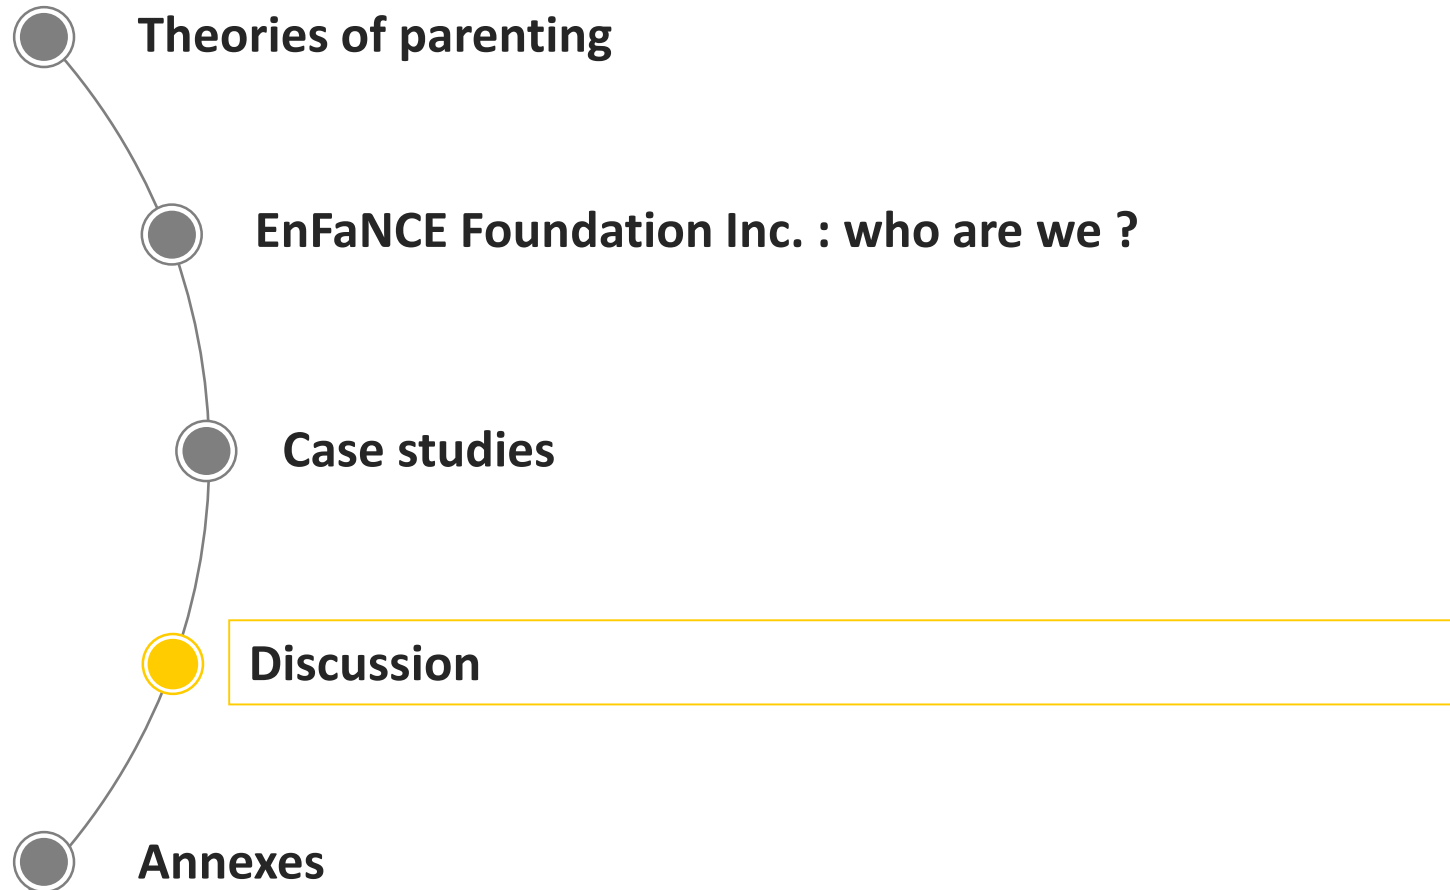 Theories of parenting
EnFaNCE Foundation Inc. : who are we ?
Case studies
Discussion
Annexes